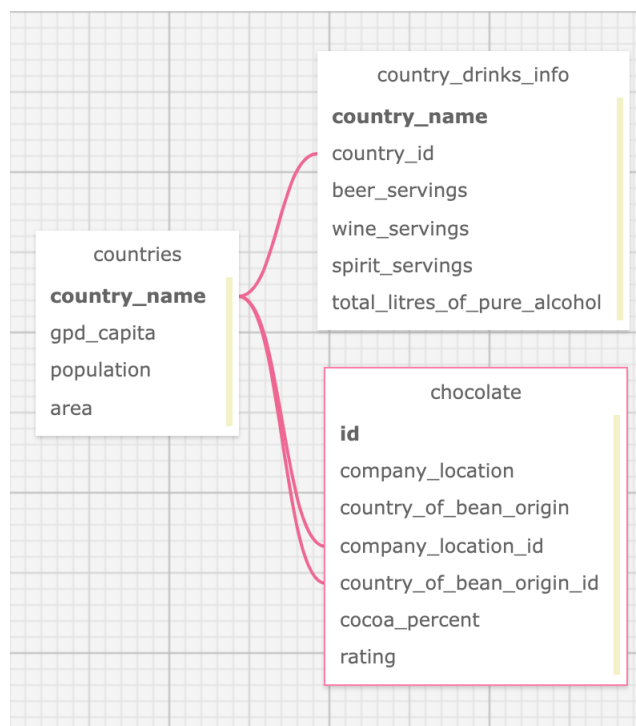 country_drinks_info
country_name
country_id
beer_servings
wine_servings
spirit_servings
total_litres_of_pure_alcohol
countries
country_name
gpd_capita
population
area
chocolate
id
company_location
country_of_bean_origin
company_location_id
country_of_bean_origin_id
cocoa_percent
rating